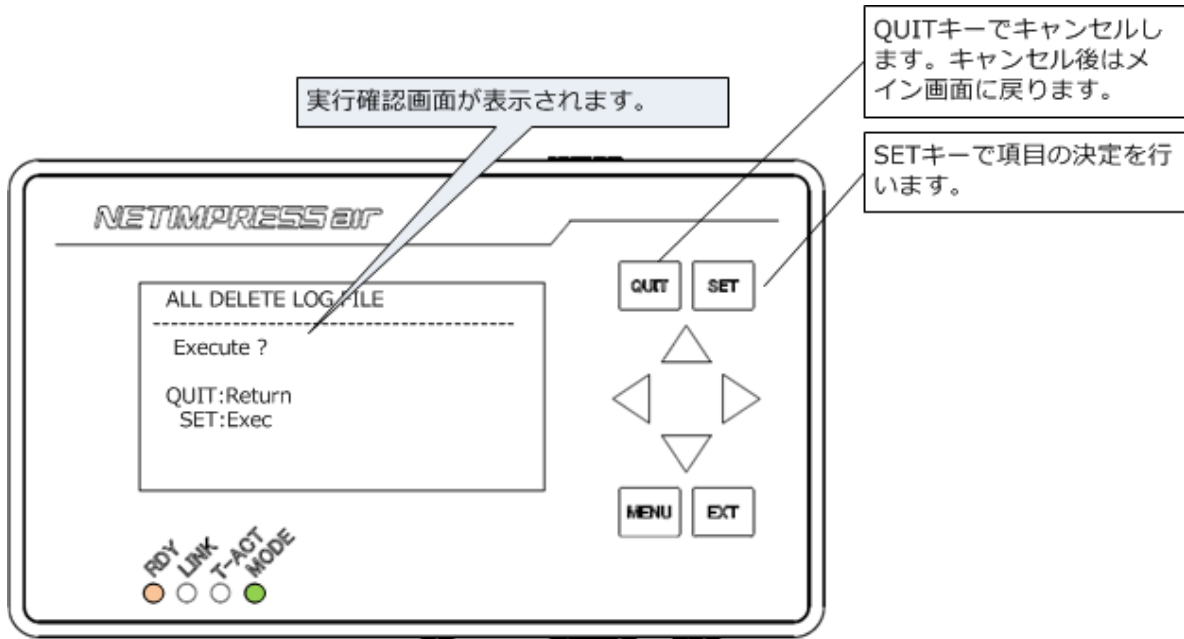 QUITキーでキャンセルし
ます。キャンセル後はメ
イン画面に戻ります。
実行確認画面が表示されます。
SETキーで項目の決定を行
います。
NETIMPRESS air
QUIT SET
ALL DELETE LOG FILE
--------------------------------------------------
Execute ?
QUIT:Return
SET:Exec
MENU EXT
RDY LINK T-ACT MODE